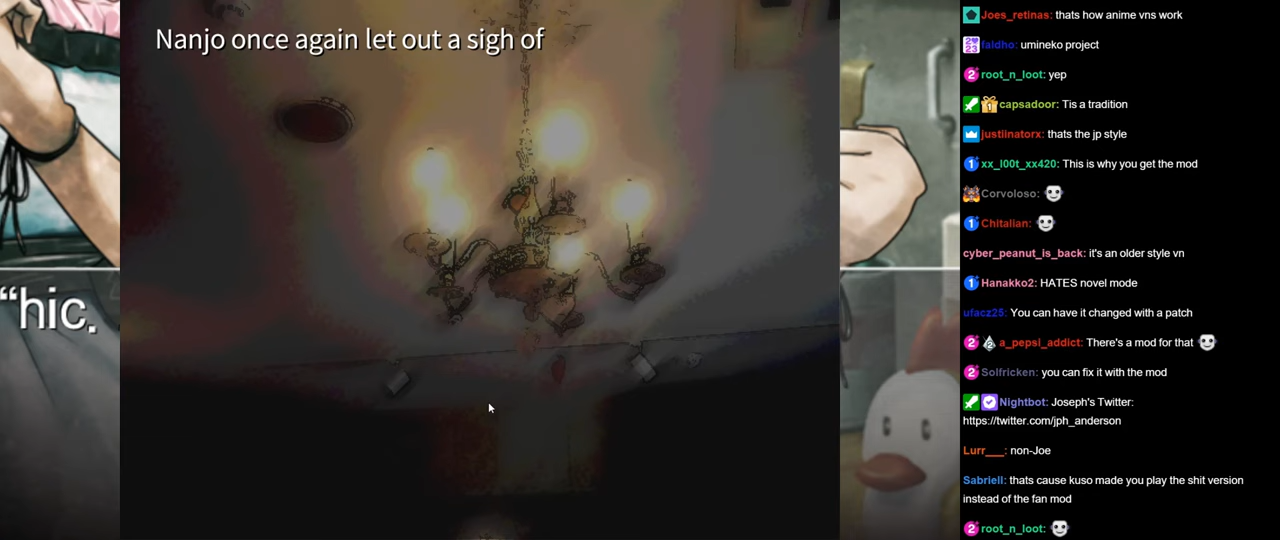 Nanjo once again let out a sigh of
“hic.
Joes_retinas: thats how anime vns work
faldho: umineko project
root_n_loot: yep
capsadoor: Tis a tradition
justiinatorx: thats the jp style
xx_l00t_xx420: This is why you get the mod
Corvoloso:
Chitalian:
cyber_peanut_is_back: it's an older style vn
Hanakko2: HATES novel mode
ufacz25: You can have it changed with a patch
a_pepsi_addict: There's a mod for that
Solfricken: you can fix it with the mod
Nightbot: Joseph's Twitter:
https://twitter.com/jph_anderson
Lurr___: non-Joe
Sabriell: thats cause kuso made you play the shit version
instead of the fan mod
root_n_loot: